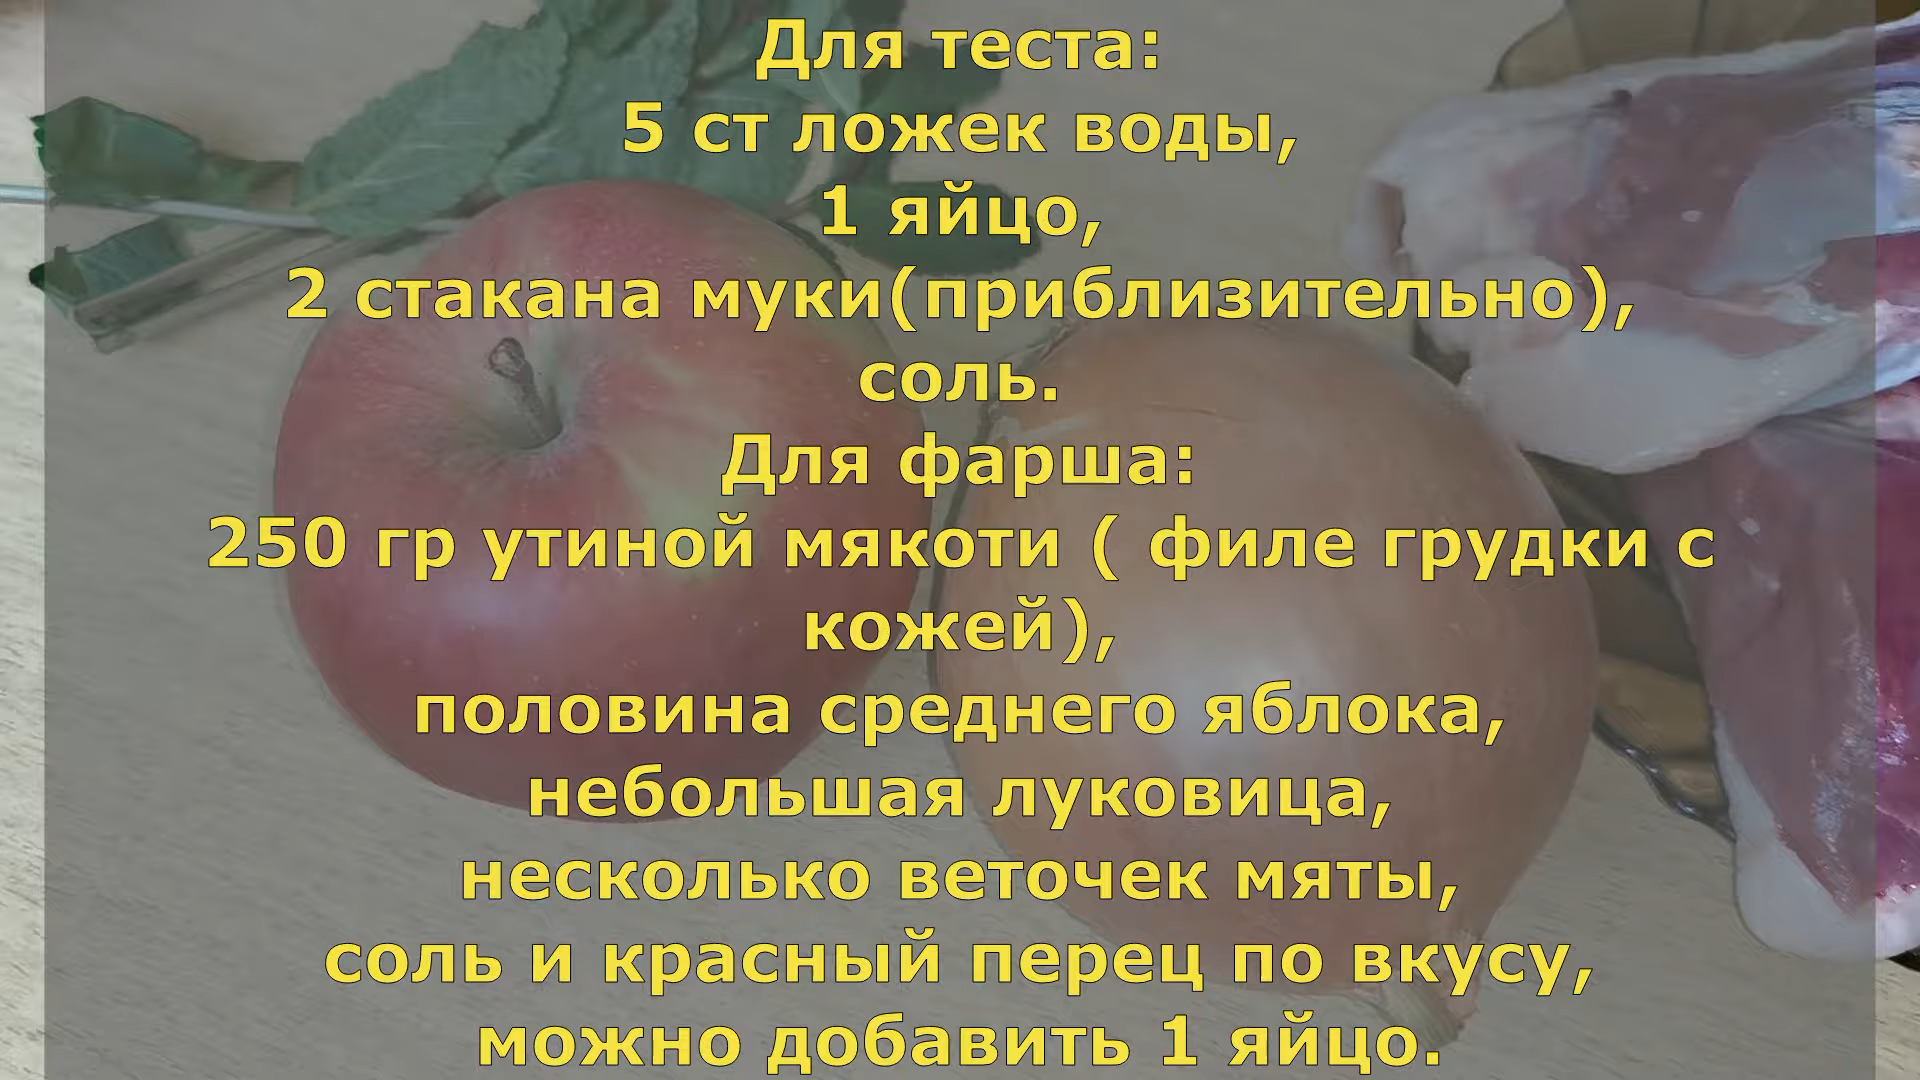 Для теста:
5 ст ложек воды,
1 яйцо,
2 стакана муки(приблизительно),
соль.
Для фарша:
250 гр утиной мякоти ( филе грудки с
кожей),
половина среднего яблока,
небольшая луковица,
несколько веточек мяты,
соль и красный перец по вкусу,
можно добавить 1 яйцо.